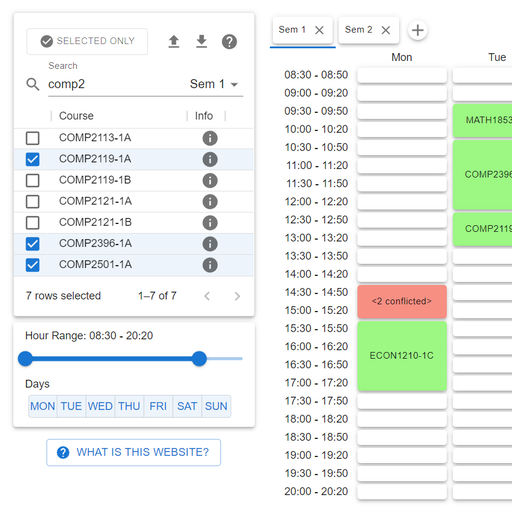 SELECTED ONLY
Search
comp2
Sem 1
Course
Info
COMP2113-1A
COMP2119-1A
COMP2119-1B
COMP2121-1A
COMP2121-1B
COMP2396-1A
COMP2501-1A
7 rows selected
1–7 of 7
Hour Range: 08:30 - 20:20
Days
MON TUE WED THU FRI SAT SUN
WHAT IS THIS WEBSITE?
Sem 1
Sem 2
Mon
Tue
08:30 - 08:50
09:00 - 09:20
09:30 - 09:50
MATH1853
10:00 - 10:20
10:30 - 10:50
11:00 - 11:20
COMP2396
11:30 - 11:50
12:00 - 12:20
12:30 - 12:50
COMP2119
13:00 - 13:20
13:30 - 13:50
14:00 - 14:20
14:30 - 14:50
<2 conflicted>
15:00 - 15:20
15:30 - 15:50
16:00 - 16:20
ECON1210-1C
16:30 - 16:50
17:00 - 17:20
17:30 - 17:50
18:00 - 18:20
18:30 - 18:50
19:00 - 19:20
19:30 - 19:50
20:00 - 20:20